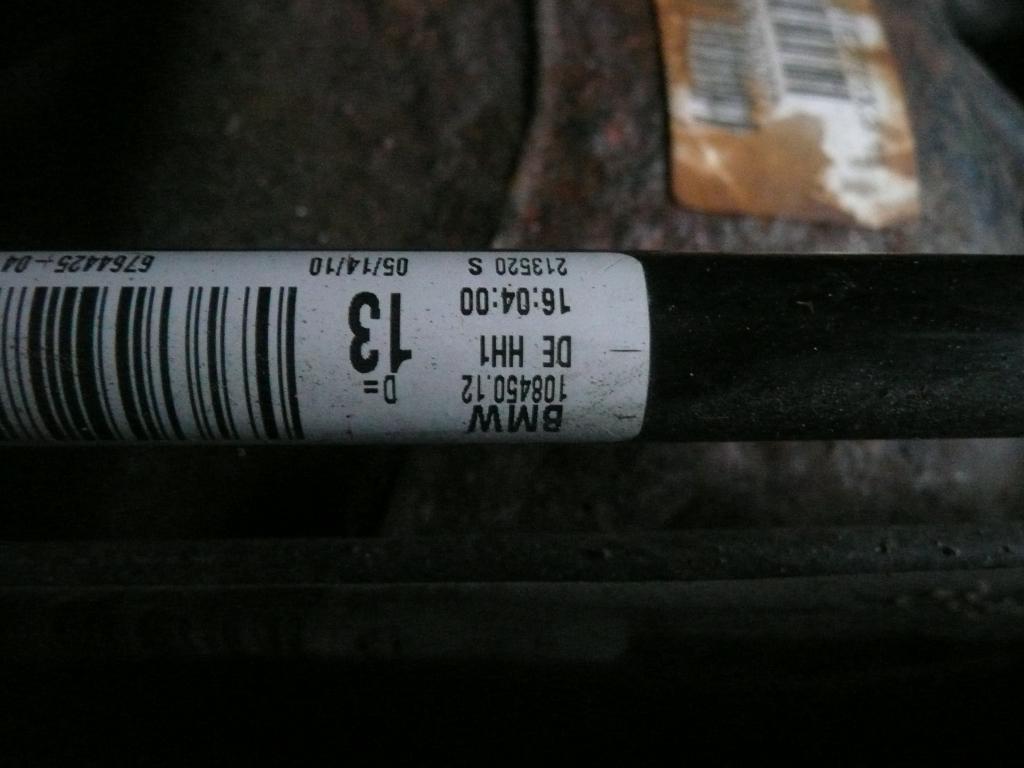 BMW
108450.12
DE HH1
16:04:00
213520 S
D=
13
05/14/10
6764425-04